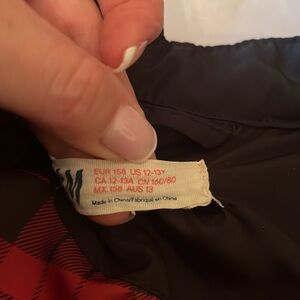 M
EUR 158 US 12-13Y
CA 12-13A CN 160/80
MX 158 AUS 13
Made in China/Fabriqué en Chine